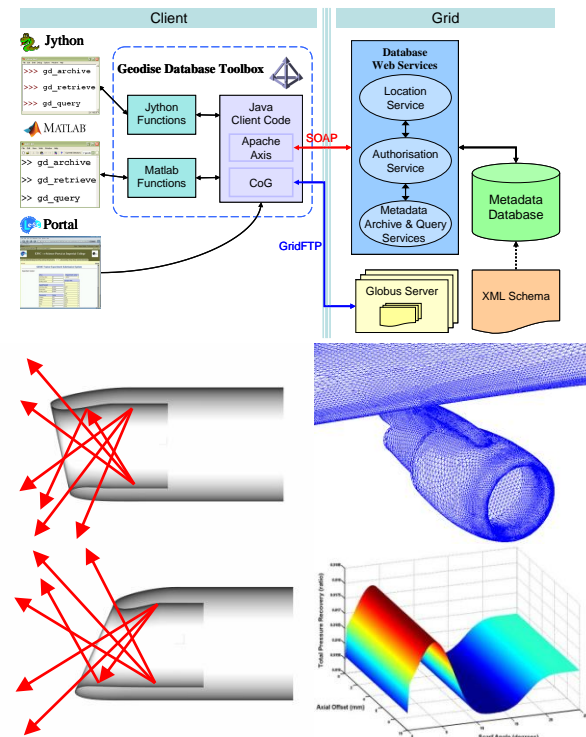 Client
Grid
Jython
>>> gd_archive
>>> gd_retrieve
>>> gd_query
MATLAB
>> gd_archive
>> gd_retrieve
>> gd_query
Portal
Geodise Database Toolbox
Jython
Functions
Matlab
Functions
Java
Client Code
Apache
Axis
CoG
SOAP
GridFTP
Database
Web Services
Location
Service
Authorisation
Service
Metadata
Archive & Query
Services
Metadata
Database
Globus Server
XML Schema
Total Pressure Recovery (ratio)
Axial Offset (mm)